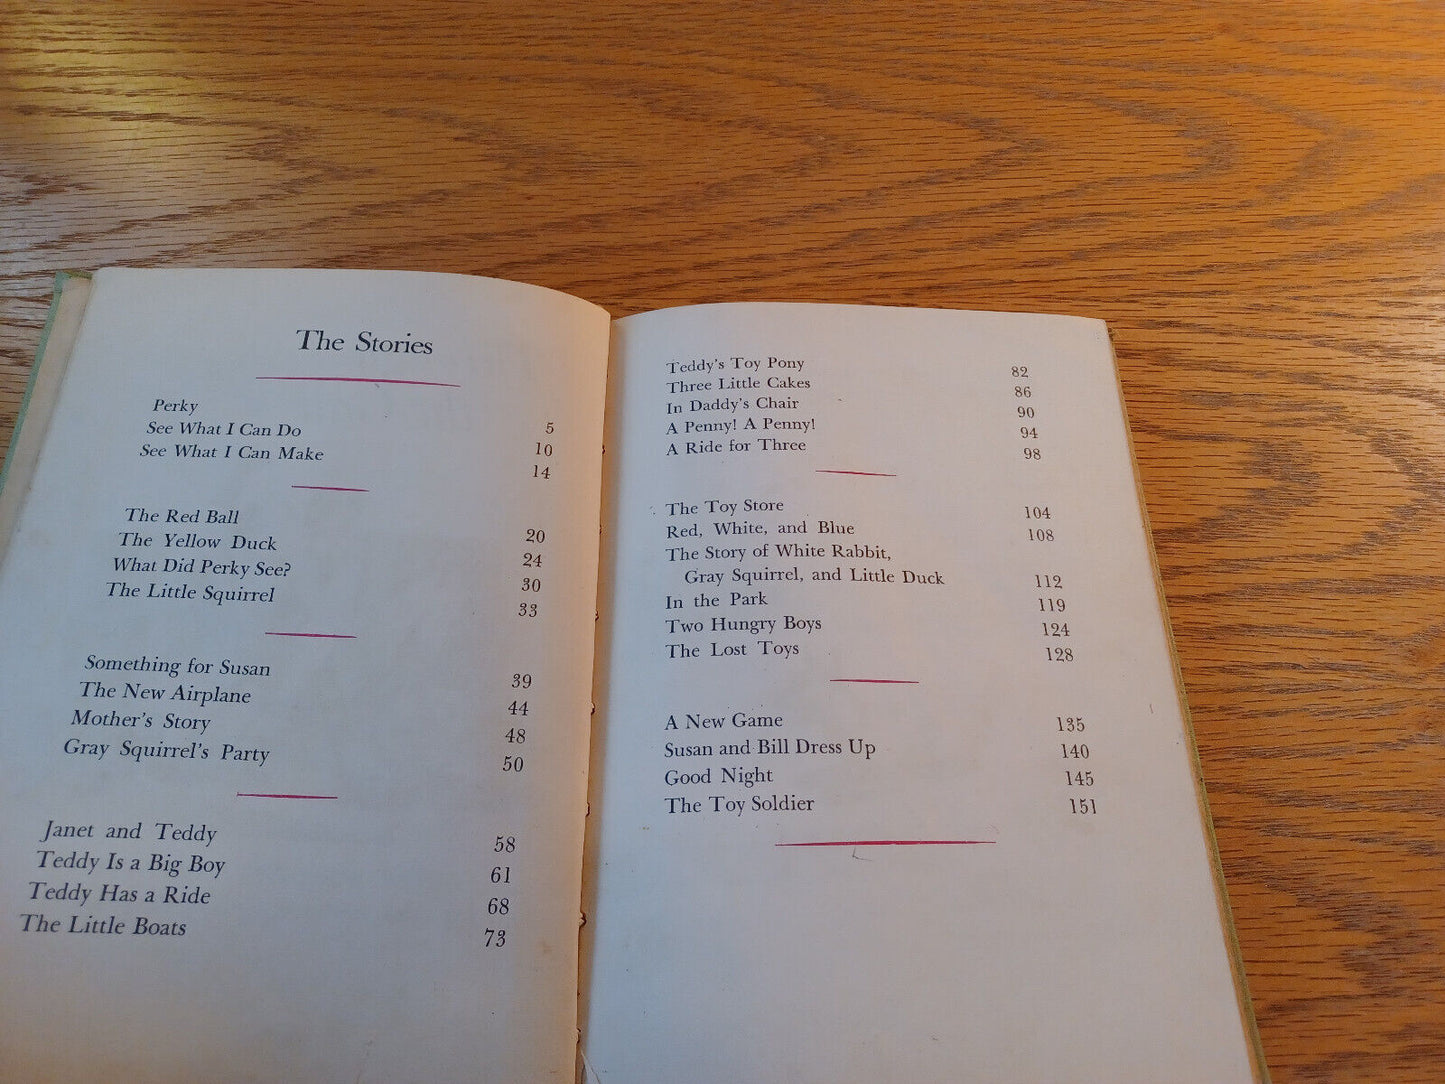 The Stories
Perky 5
See What I Can Do 10
See What I Can Make 14
The Red Ball 20
The Yellow Duck 24
What Did Perky See? 30
The Little Squirrel 33
Something for Susan 39
The New Airplane 44
Mother's Story 48
Gray Squirrel's Party 50
Janet and Teddy 58
Teddy Is a Big Boy 61
Teddy Has a Ride 68
The Little Boats 73
Teddy's Toy Pony 82
Three Little Cakes 86
In Daddy's Chair 90
A Penny! A Penny! 94
A Ride for Three 98
The Toy Store 104
Red, White, and Blue 108
The Story of White Rabbit,
Gray Squirrel, and Little Duck 112
In the Park 119
Two Hungry Boys 124
The Lost Toys 128
A New Game 135
Susan and Bill Dress Up 140
Good Night 145
The Toy Soldier 151